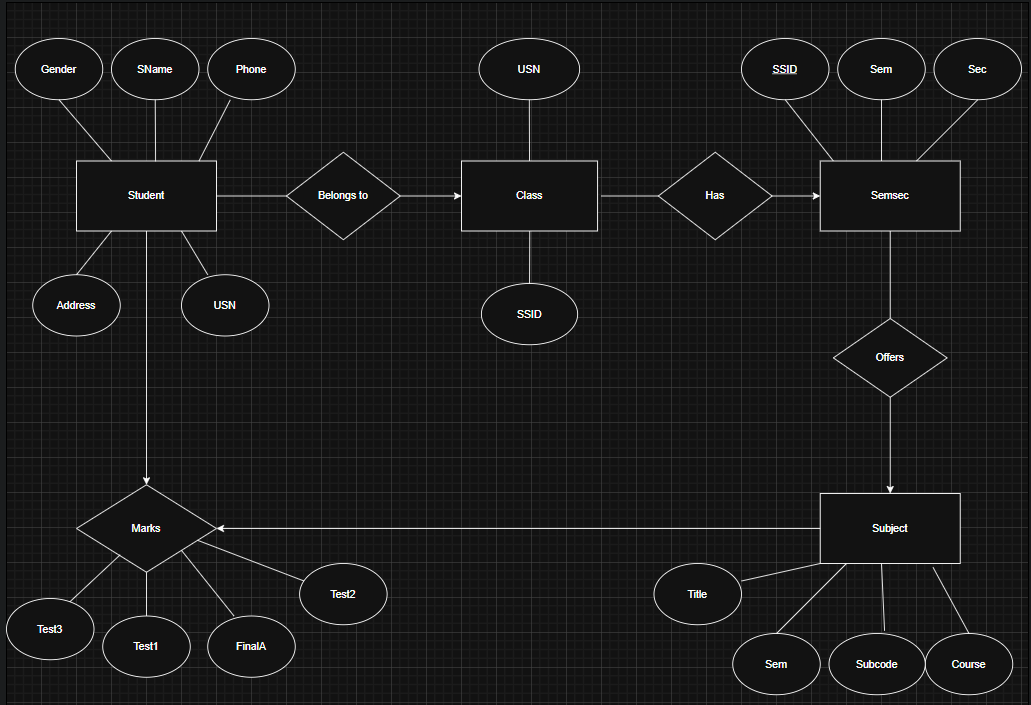 Gender
SName
Phone
USN
SSID
Sem
Sec
Student
Belongs to
Class
Has
Semsec
Address
USN
SSID
Offers
Marks
Subject
Test2
Title
Test3
Test1
FinalA
Sem
Subcode
Course